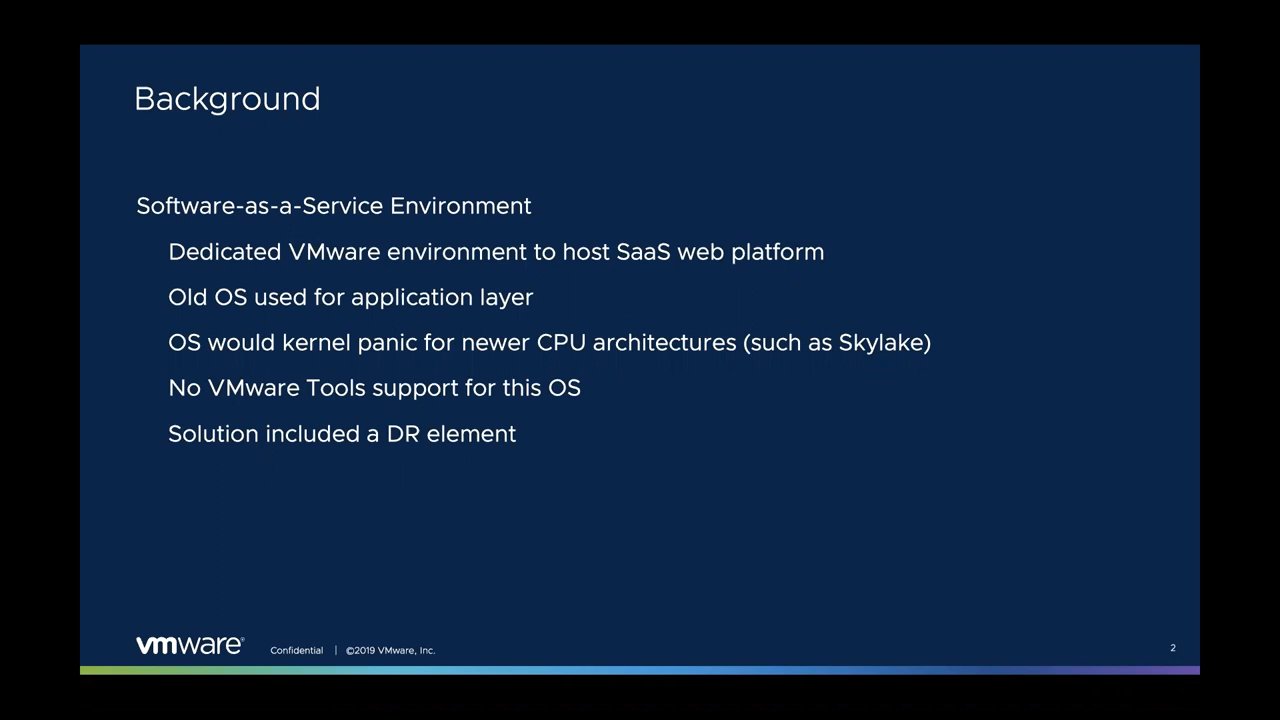 Background
Software-as-a-Service Environment
Dedicated VMware environment to host SaaS web platform
Old OS used for application layer
OS would kernel panic for newer CPU architectures (such as Skylake)
No VMware Tools support for this OS
Solution included a DR element
vmware® Confidential | ©2019 VMware, Inc. 2